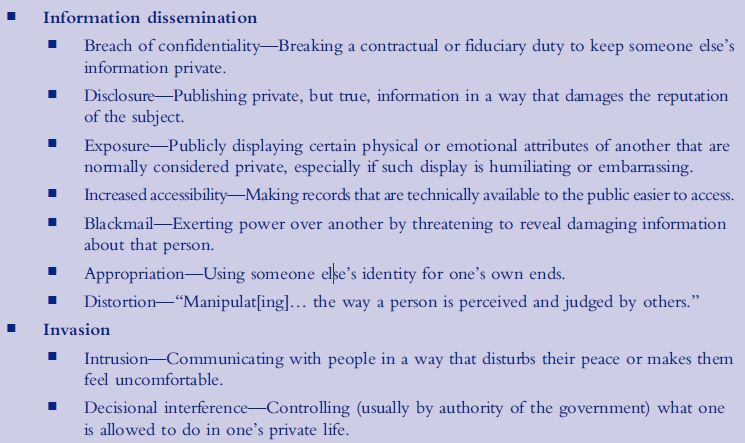 ■ Information dissemination
■ Breach of confidentiality—Breaking a contractual or fiduciary duty to keep someone else’s
information private.
■ Disclosure—Publishing private, but true, information in a way that damages the reputation
of the subject.
■ Exposure—Publicly displaying certain physical or emotional attributes of another that are
normally considered private, especially if such display is humiliating or embarrassing.
■ Increased accessibility—Making records that are technically available to the public easier to access.
■ Blackmail—Exerting power over another by threatening to reveal damaging information
about that person.
■ Appropriation—Using someone else’s identity for one’s own ends.
■ Distortion—“Manipulat[ing]… the way a person is perceived and judged by others.”
■ Invasion
■ Intrusion—Communicating with people in a way that disturbs their peace or makes them
feel uncomfortable.
■ Decisional interference—Controlling (usually by authority of the government) what one
is allowed to do in one’s private life.